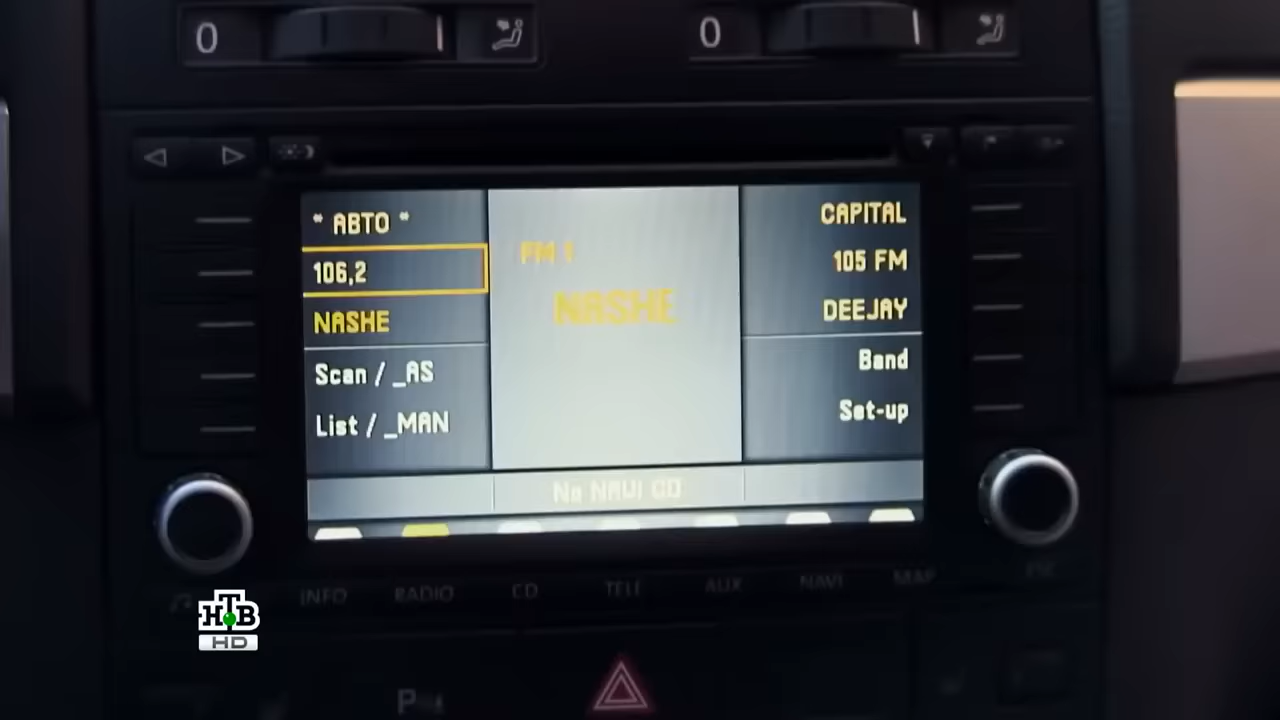 0
0
* АВТО *
106,2
NASHE
Scan / _AS
List / _MAN
FM 1
NASHE
CAPITAL
105 FM
DEEJAY
Band
Set-up
No NAVI CD
INFO RADIO CD TELE AUX NAVI MAP
НТВ
HD
P